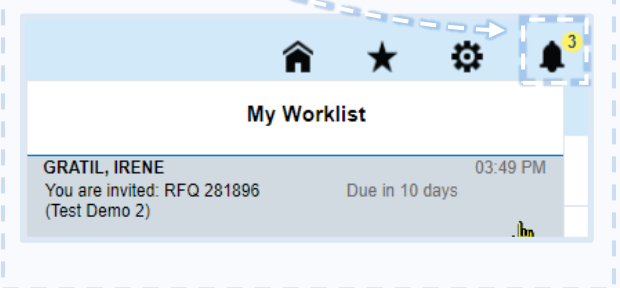 3
My Worklist
GRATIL, IRENE 03:49 PM
You are invited: RFQ 281896 Due in 10 days
(Test Demo 2)